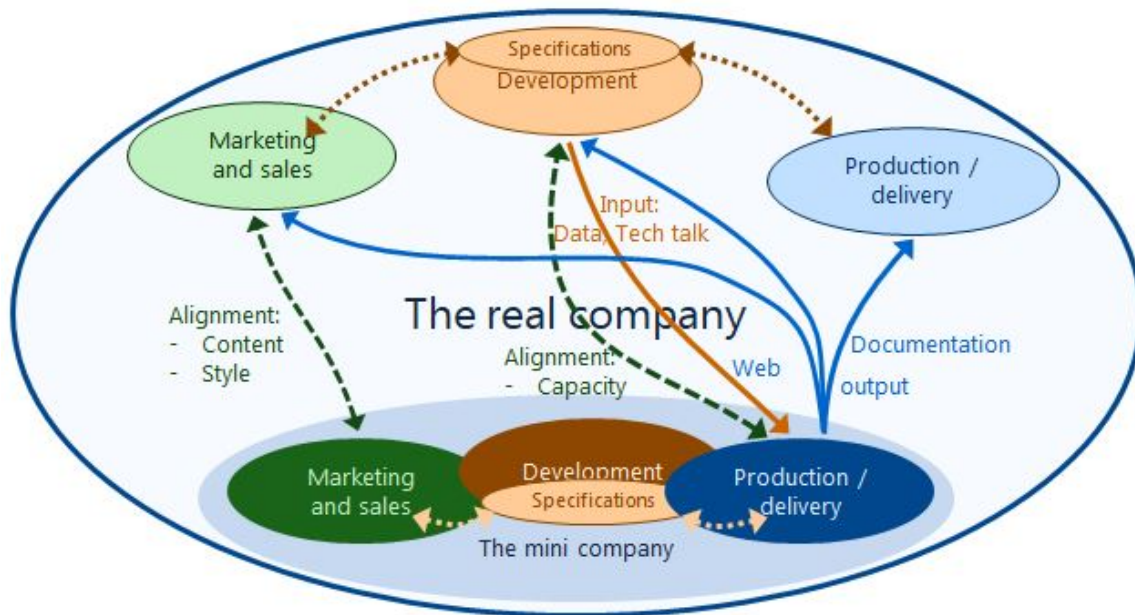 Specifications
Development
Marketing
and sales
Production /
delivery
Input:
Data, Tech talk
The real company
Alignment:
- Content
- Style
Alignment:
- Capacity
Web
Documentation
output
Marketing
and sales
Development
Specifications
Production /
delivery
The mini company